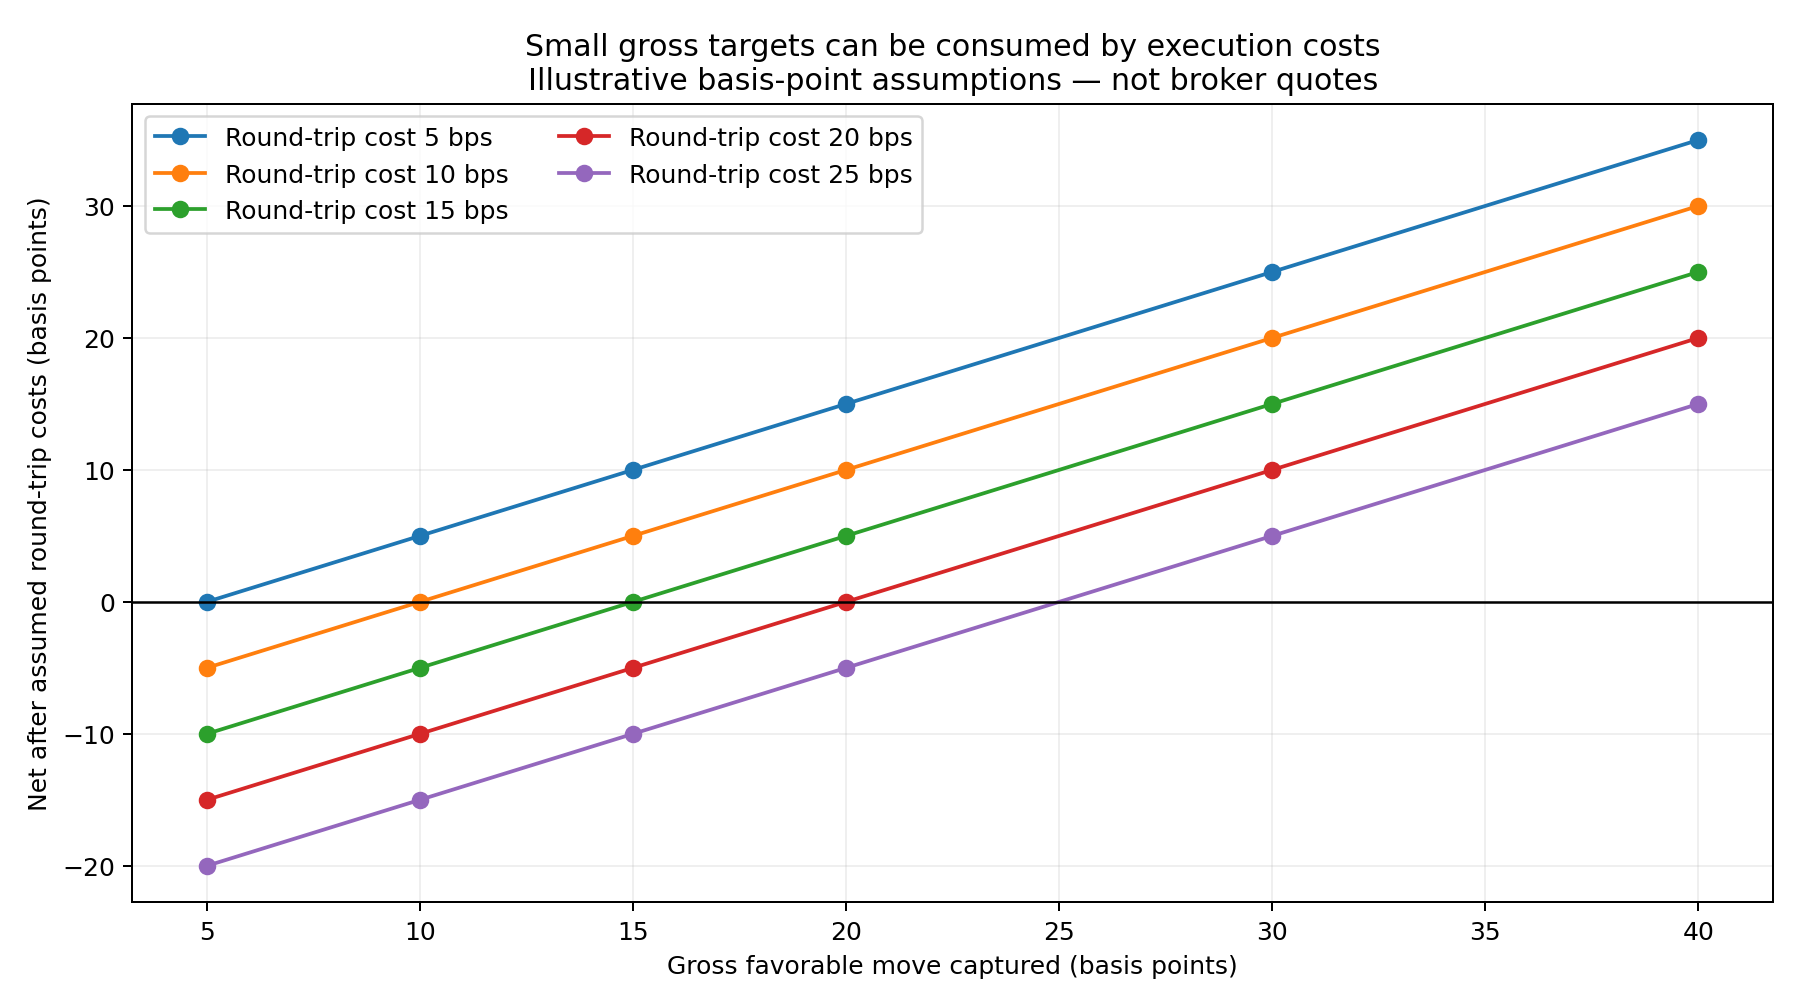 Small gross targets can be consumed by execution costs
Illustrative basis-point assumptions — not broker quotes
Round-trip cost 5 bps
Round-trip cost 10 bps
Round-trip cost 15 bps
Round-trip cost 20 bps
Round-trip cost 25 bps
Net after assumed round-trip costs (basis points)
30
20
10
0
−10
−20
5
10
15
20
25
30
35
40
Gross favorable move captured (basis points)